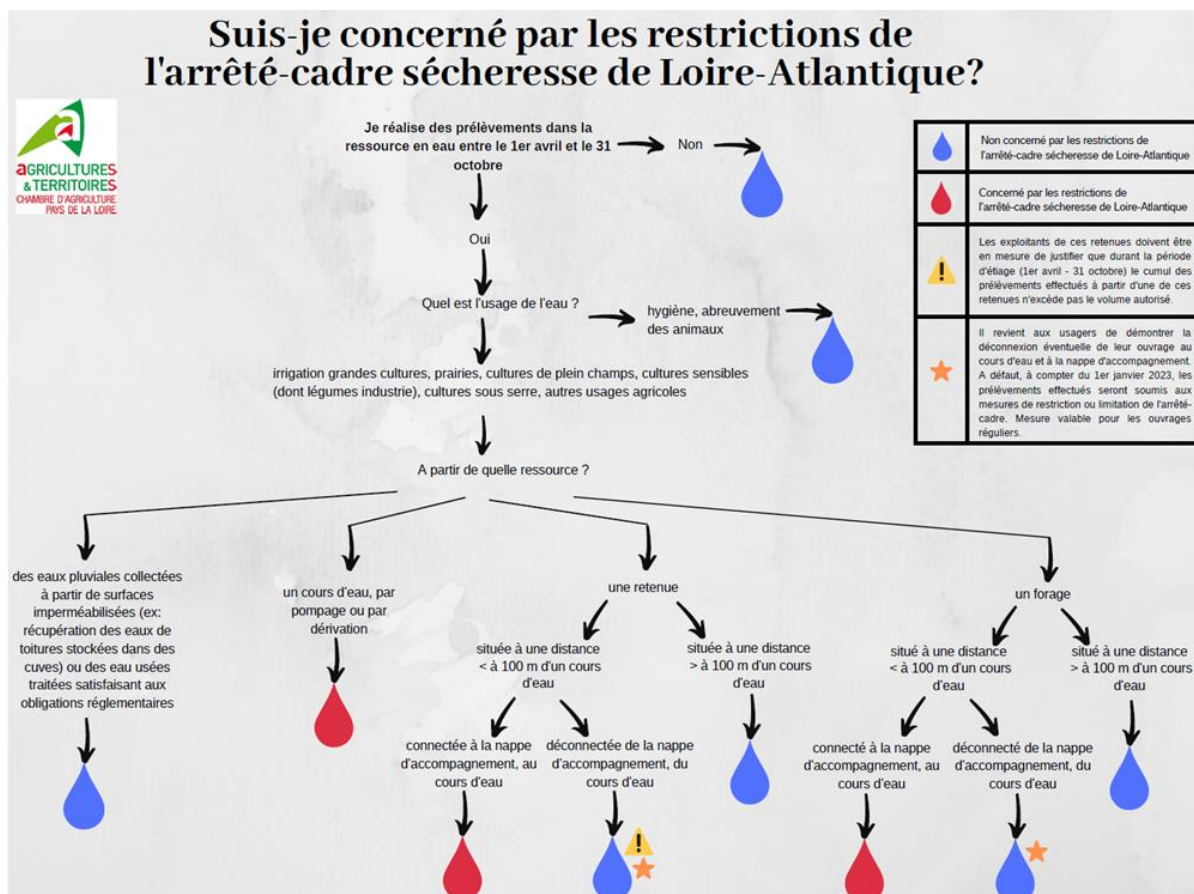 Suis-je concerné par les restrictions de
l'arrêté-cadre sécheresse de Loire-Atlantique?
aGRICULTURES
& TERRITOIRES
CHAMBRE D'AGRICULTURE
PAYS DE LA LOIRE
Je réalise des prélèvements dans la
ressource en eau entre le 1er avril et le 31
octobre
Non
Oui
Quel est l'usage de l'eau ?
hygiène, abreuvement
des animaux
irrigation grandes cultures, prairies, cultures de plein champs, cultures sensibles
(dont légumes industrie), cultures sous serre, autres usages agricoles
A partir de quelle ressource ?
Non concerné par les restrictions de
l'arrêté-cadre sécheresse de Loire-Atlantique
Concerné par les restrictions de
l'arrêté-cadre sécheresse de Loire-Atlantique
Les exploitants de ces retenues doivent être
en mesure de justifier que durant la période
d'étiage (1er avril - 31 octobre) le cumul des
prélèvements effectués à partir d'une de ces
retenues n'excède pas le volume autorisé.
Il revient aux usagers de démontrer la
déconnexion éventuelle de leur ouvrage au
cours d'eau et à la nappe d'accompagnement.
A défaut, à compter du 1er janvier 2023, les
prélèvements effectués seront soumis aux
mesures de restriction ou limitation de l'arrêté-
cadre. Mesure valable pour les ouvrages
réguliers.
des eaux pluviales collectées
à partir de surfaces
imperméabilisées (ex:
récupération des eaux de
toitures stockées dans des
cuves) ou des eau usées
traitées satisfaisant aux
obligations réglementaires
un cours d'eau, par
pompage ou par
dérivation
une retenue
située à une distance
< à 100 m d'un cours
d'eau
située à une distance
> à 100 m d'un cours
d'eau
connectée à la nappe
d'accompagnement, au
cours d'eau
déconnectée de la nappe
d'accompagnement, du
cours d'eau
un forage
situé à une distance
< à 100 m d'un cours
d'eau
situé à une distance
> à 100 m d'un cours
d'eau
connecté à la nappe
d'accompagnement, au
cours d'eau
déconnecté de la nappe
d'accompagnement, du
cours d'eau